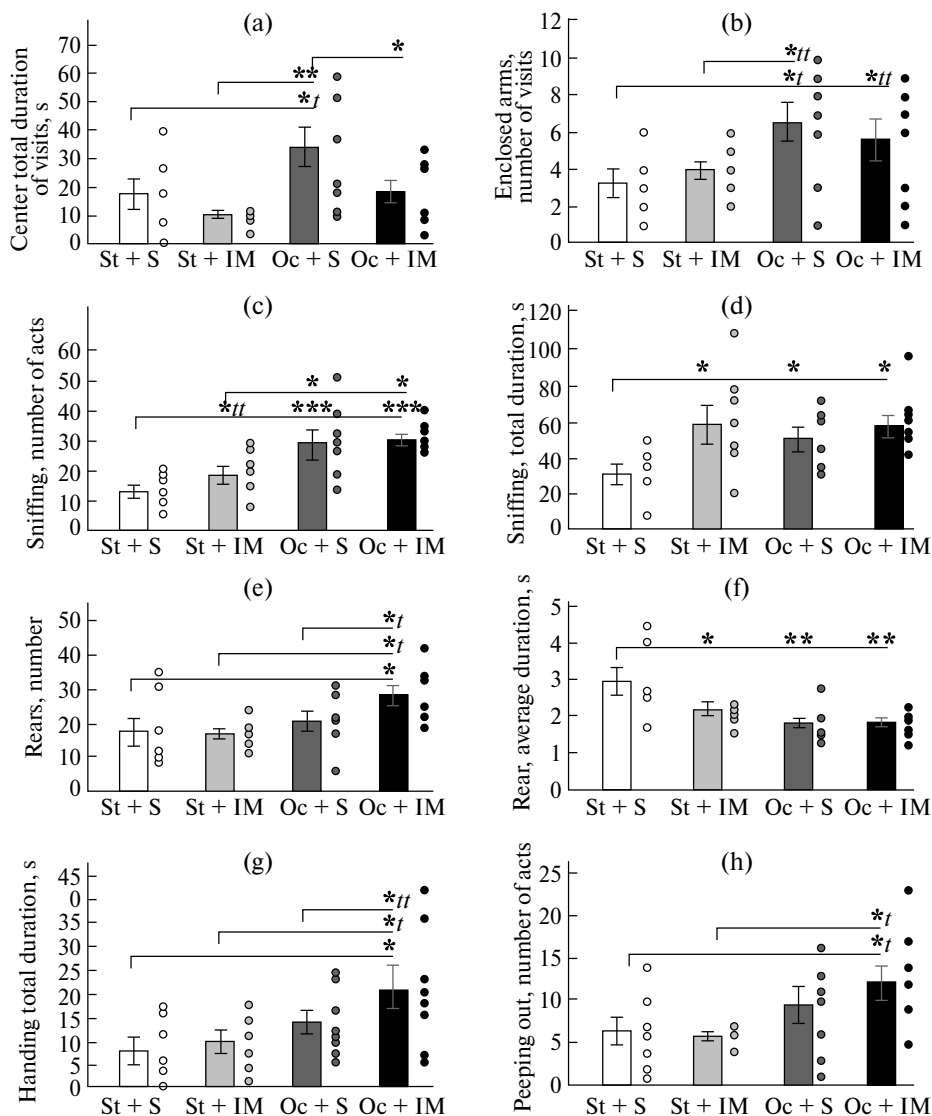 (a)
Center total duration
of visits, s
70
60
50
40
30
20
10
0
*
**
*t
St + S St + IM Oc + S Oc + IM
(b)
Enclosed arms,
number of visits
12
10
8
6
4
2
0
*tt
*t *tt
St + S St + IM Oc + S Oc + IM
(c)
Sniffing, number of acts
60
50
40
30
20
10
0
* *
*tt *** ***
St + S St + IM Oc + S Oc + IM
(d)
Sniffing, total duration, s
120
100
80
60
40
20
0
* * *
St + S St + IM Oc + S Oc + IM
(e)
Rears, number
50
40
30
20
10
0
*t
*t
*
St + S St + IM Oc + S Oc + IM
(f)
Rear, average duration, s
5
4
3
2
1
0
* ** **
St + S St + IM Oc + S Oc + IM
(g)
Handing total duration, s
45
0
35
30
25
20
15
10
5
0
*tt
*t
*
St + S St + IM Oc + S Oc + IM
(h)
Peeping out, number of acts
25
20
15
10
5
0
*t
*t
St + S St + IM Oc + S Oc + IM